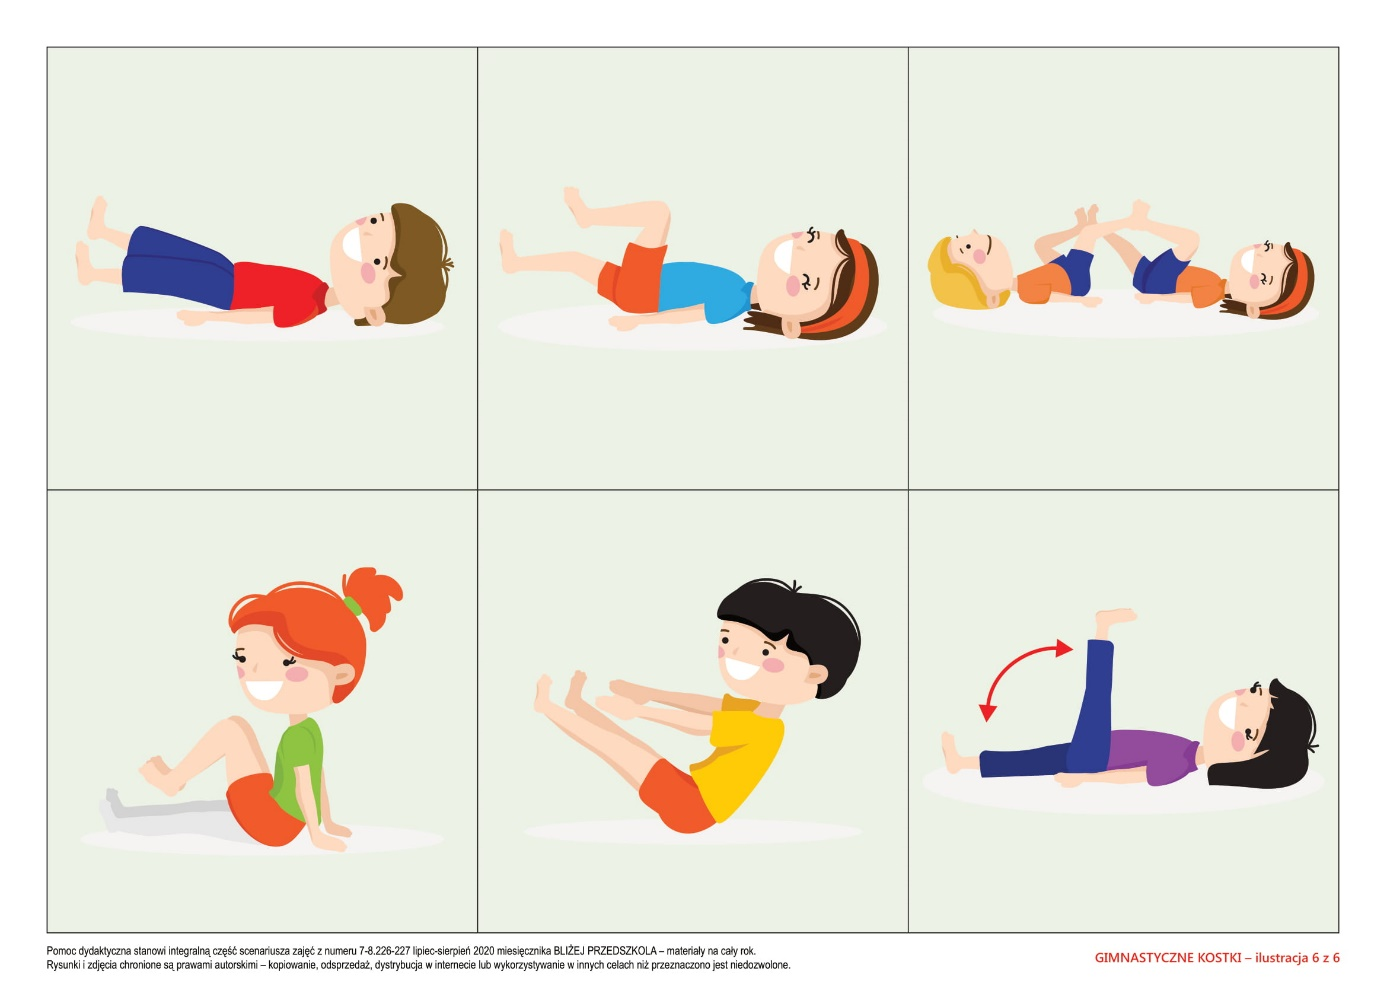 Pomoc dydaktyczna stanowi integralną część scenariusza zajęć z numeru 7-8.226-227 lipiec-sierpień 2020 miesięcznika BLIŻEJ PRZEDSZKOLA – materiały na cały rok.
Rysunki i zdjęcia chronione są prawami autorskimi – kopiowanie, odsprzedaż, dystrybucja w internecie lub wykorzystywanie w innych celach niż przeznaczono jest niedozwolone.
GIMNASTYCZNE KOSTKI – ilustracja 6 z 6